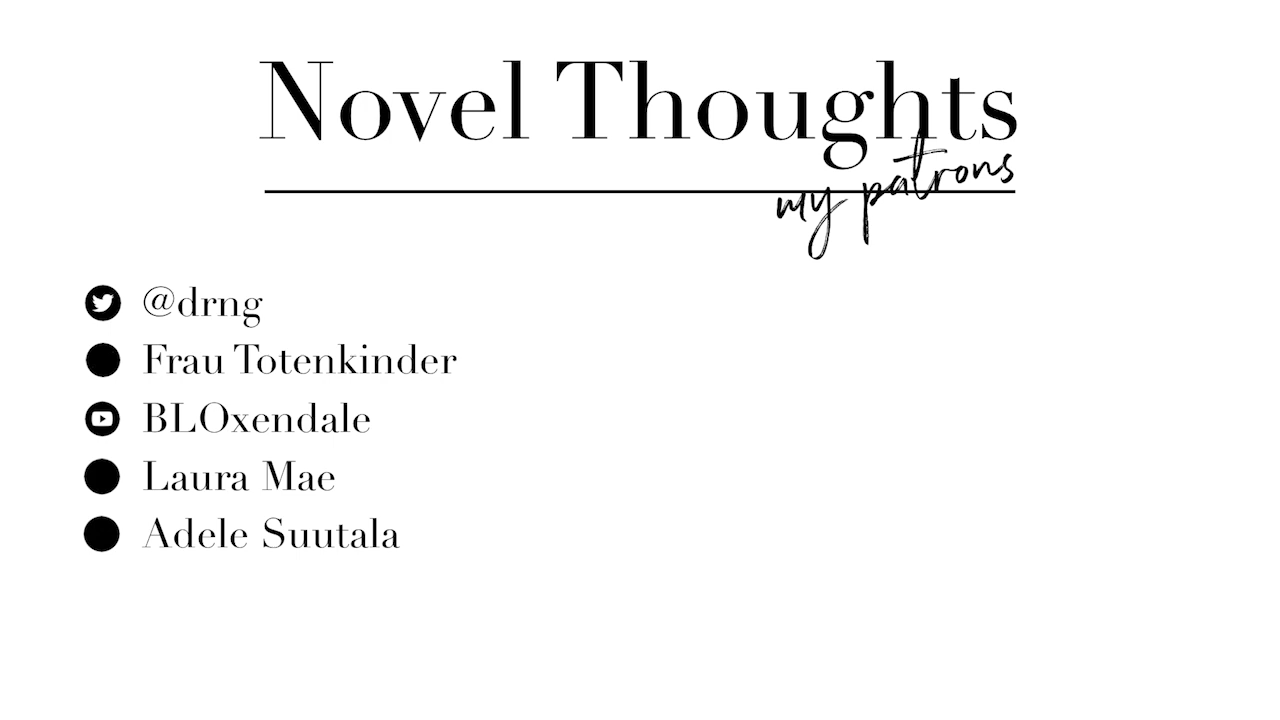 Novel Thoughts
my patrons
@drng
Frau Totenkinder
BLOxendale
Laura Mae
Adele Suutala